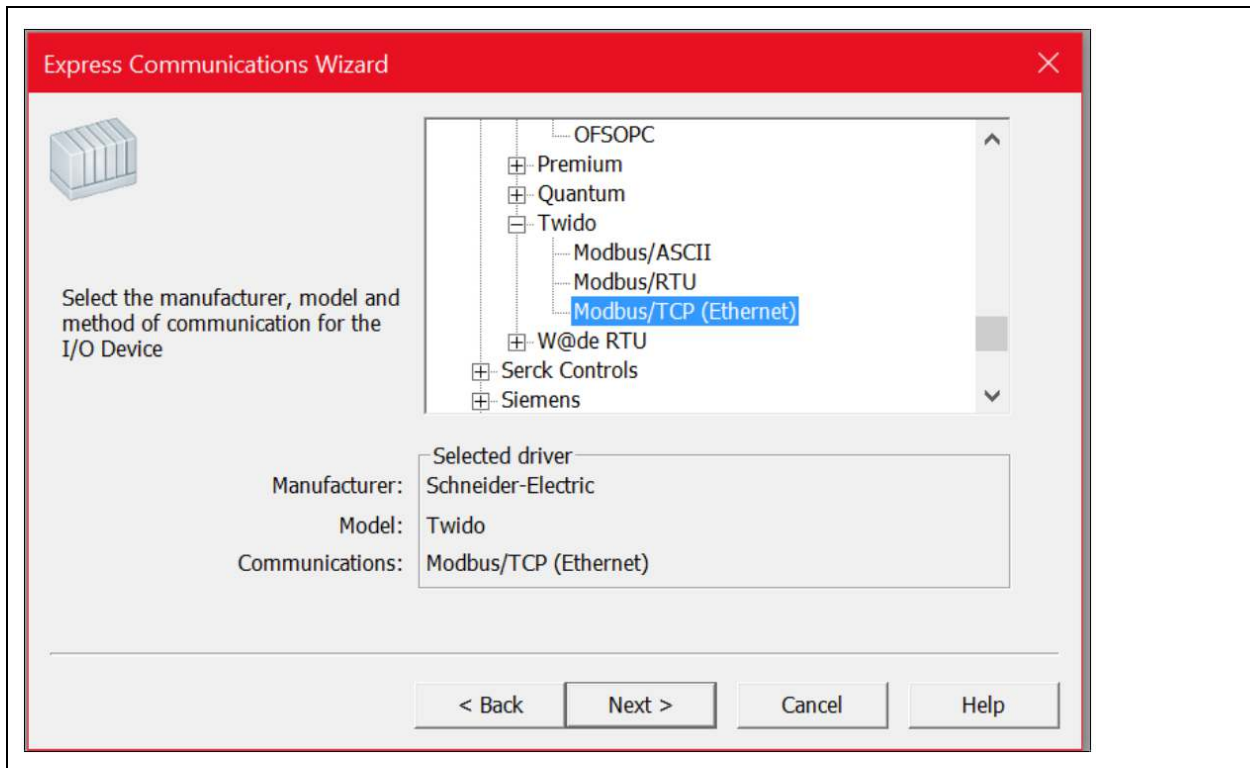 Express Communications Wizard
OFSOPC
Premium
Quantum
Twido
Modbus/ASCII
Modbus/RTU
Modbus/TCP (Ethernet)
W@de RTU
Serck Controls
Siemens
Select the manufacturer, model and
method of communication for the
I/O Device
Selected driver
Manufacturer: Schneider-Electric
Model: Twido
Communications: Modbus/TCP (Ethernet)
< Back Next > Cancel Help